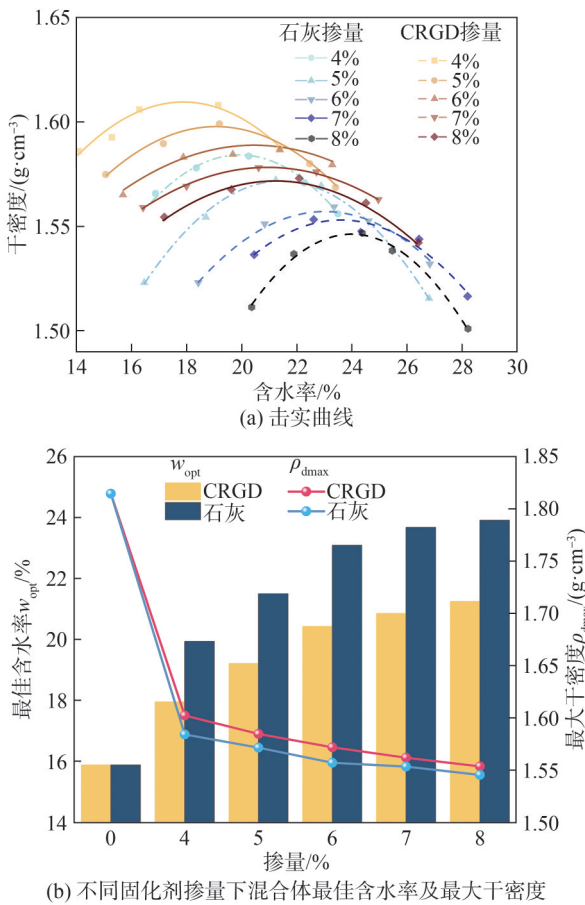 1.65
1.60
1.55
1.50
干密度/(g·cm⁻³)
石灰掺量
4%
5%
6%
7%
8%
CRGD掺量
4%
5%
6%
7%
8%
14 16 18 20 22 24 26 28 30
含水率/%
(a) 击实曲线
26
24
22
20
18
16
14
最佳含水率w_opt/%
w_opt ρ_dmax
CRGD CRGD
石灰 石灰
1.85
1.80
1.75
1.70
1.65
1.60
1.55
1.50
最大干密度ρ_dmax/(g·cm⁻³)
0 4 5 6 7 8
掺量/%
(b) 不同固化剂掺量下混合体最佳含水率及最大干密度